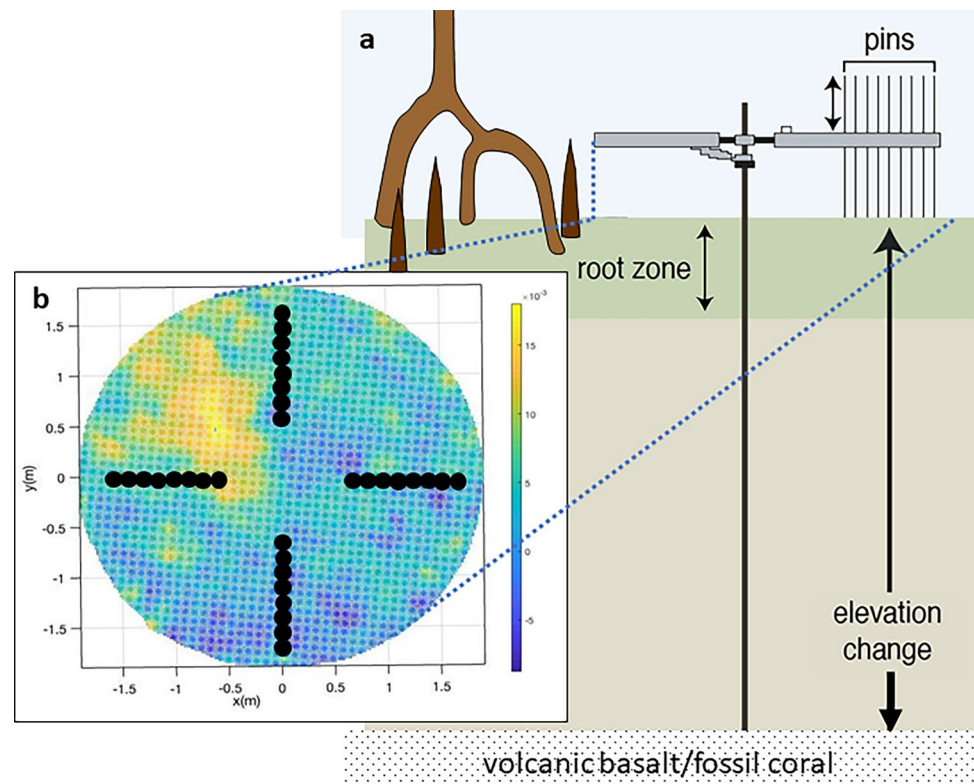 a
pins
root zone
elevation
change
volcanic basalt/fossil coral
b
×10⁻³
15
10
5
0
-5
y(m)
1.5
1
0.5
0
-0.5
-1
-1.5
-1.5 -1 -0.5 0 0.5 1 1.5
x(m)